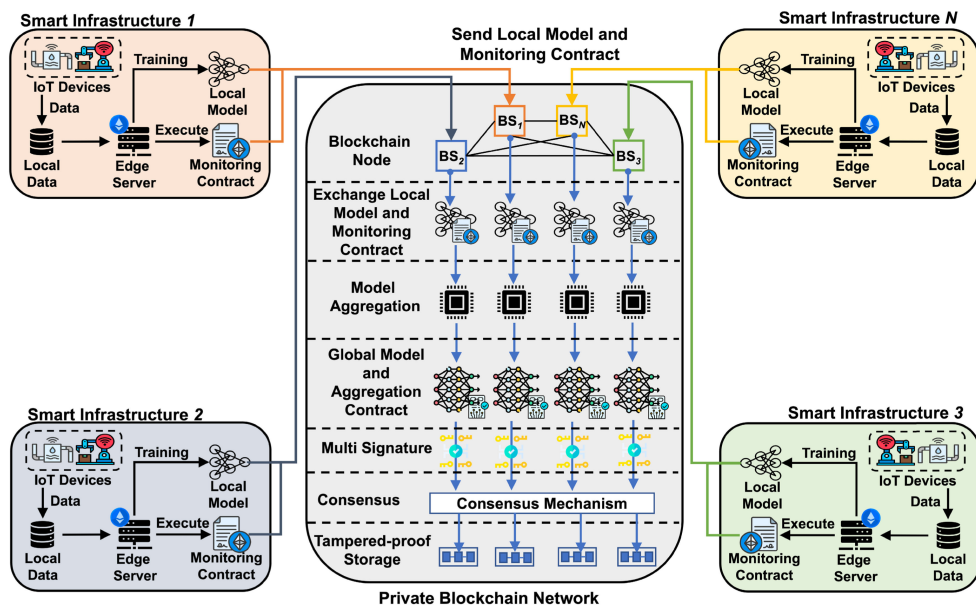 Smart Infrastructure 1
IoT Devices
Data
Training
Local
Model
Execute
Local
Data
Edge
Server
Monitoring
Contract
Send Local Model and
Monitoring Contract
Smart Infrastructure N
IoT Devices
Training
Data
Local
Model
Execute
Monitoring
Contract
Edge
Server
Local
Data
Blockchain
Node
BS1
BSN
BS2
BS3
Exchange Local
Model and
Monitoring
Contract
Model
Aggregation
Global Model
and
Aggregation
Contract
Multi Signature
Consensus
Consensus Mechanism
Tampered-proof
Storage
Private Blockchain Network
Smart Infrastructure 2
IoT Devices
Training
Data
Local
Model
Execute
Local
Data
Edge
Server
Monitoring
Contract
Smart Infrastructure 3
Training
IoT Devices
Local
Model
Data
Execute
Monitoring
Contract
Edge
Server
Local
Data